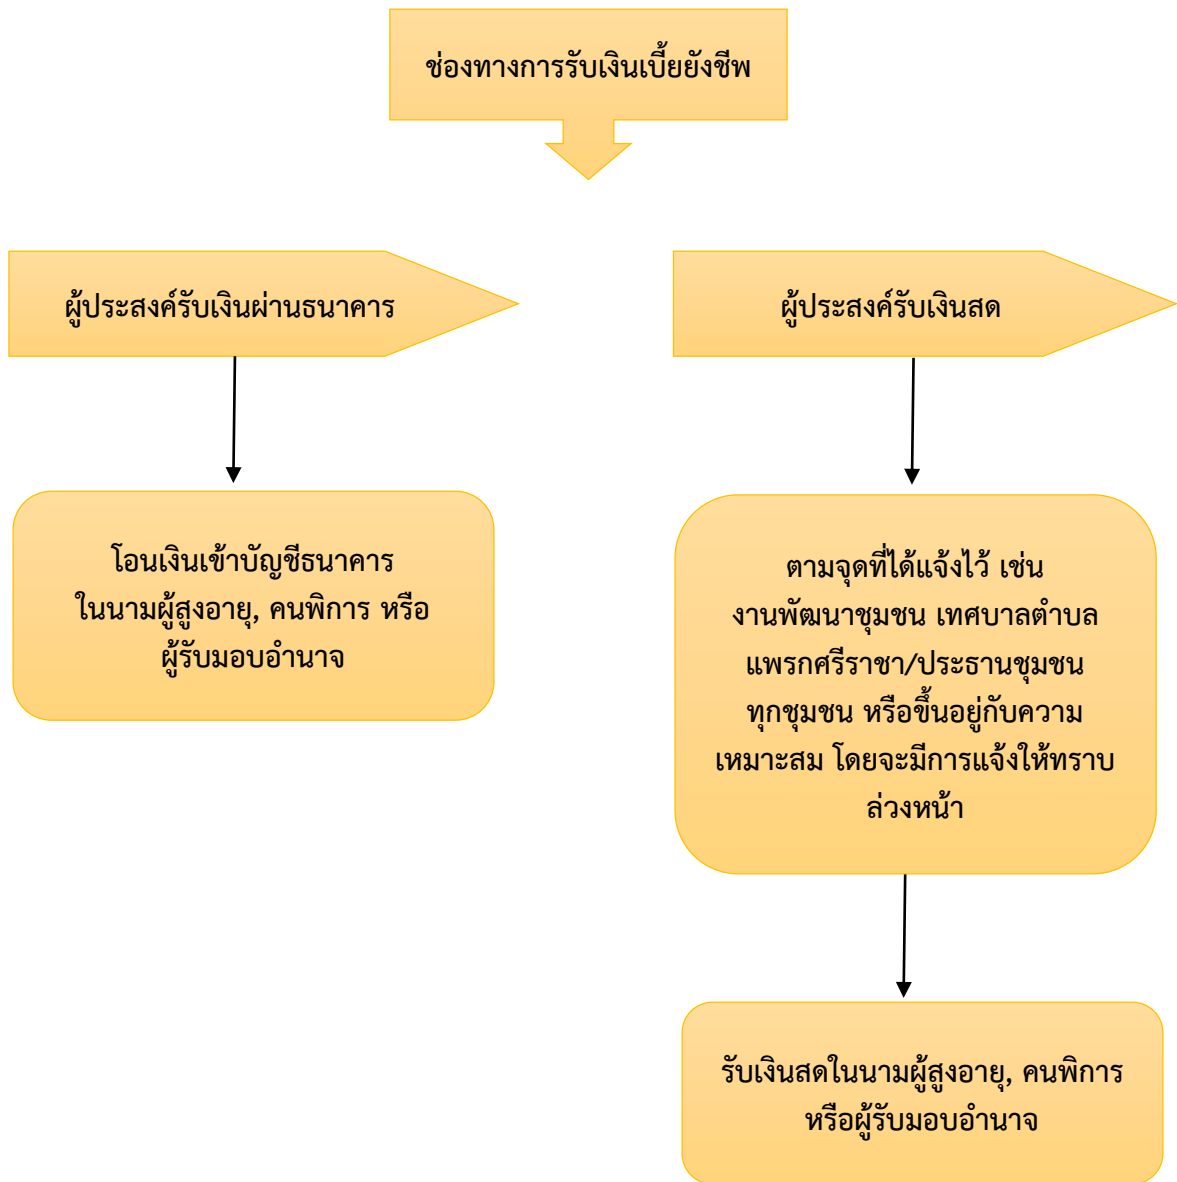 ช่องทางการรับเงินเบี้ยยังชีพ
ผู้ประสงค์รับเงินผ่านธนาคาร
โอนเงินเข้าบัญชีธนาคาร
ในนามผู้สูงอายุ, คนพิการ หรือ
ผู้รับมอบอำนาจ
ผู้ประสงค์รับเงินสด
ตามจุดที่ได้แจ้งไว้ เช่น
งานพัฒนาชุมชน เทศบาลตำบล
แพรกศรีราชา/ประธานชุมชน
ทุกชุมชน หรือขึ้นอยู่กับความ
เหมาะสม โดยจะมีการแจ้งให้ทราบ
ล่วงหน้า
รับเงินสดในนามผู้สูงอายุ, คนพิการ
หรือผู้รับมอบอำนาจ